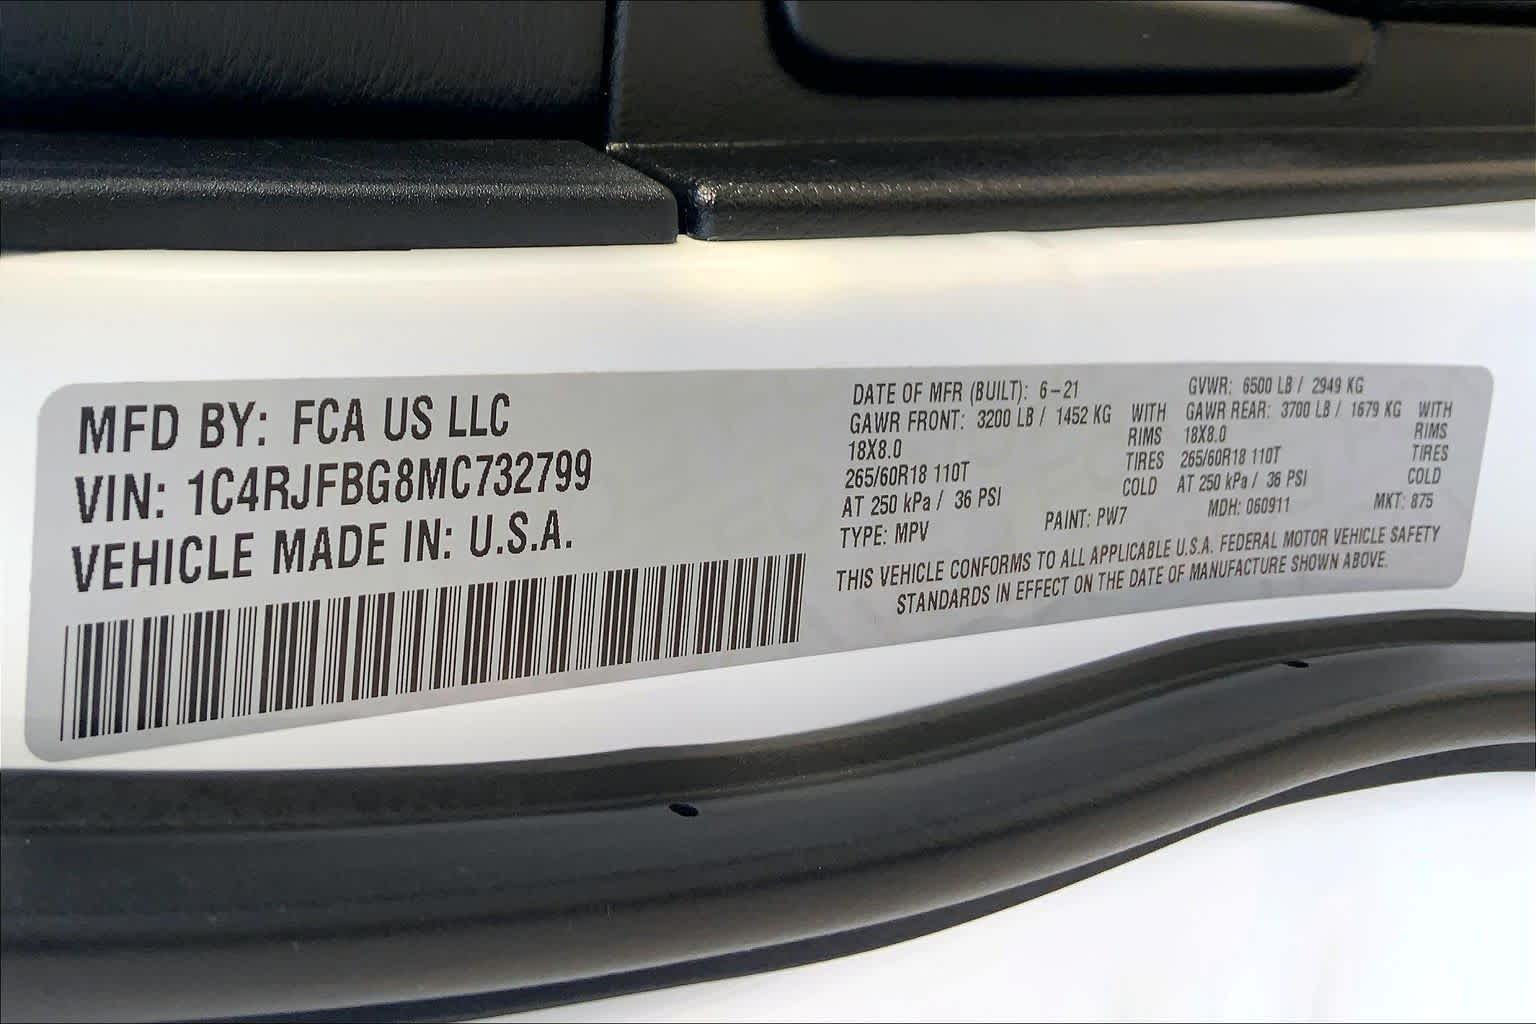 MFD BY: FCA US LLC
VIN: 1C4RJFBG8MC732799
VEHICLE MADE IN: U.S.A.
DATE OF MFR (BUILT): 6-21 GVWR: 6500 LB / 2949 KG
GAWR FRONT: 3200 LB / 1452 KG WITH GAWR REAR: 3700 LB / 1679 KG WITH
18X8.0 RIMS 18X8.0 RIMS
265/60R18 110T TIRES 265/60R18 110T TIRES
AT 250 kPa / 36 PSI COLD AT 250 kPa / 36 PSI COLD
TYPE: MPV PAINT: PW7 MDH: 060911 MKT: 875
THIS VEHICLE CONFORMS TO ALL APPLICABLE U.S.A. FEDERAL MOTOR VEHICLE SAFETY
STANDARDS IN EFFECT ON THE DATE OF MANUFACTURE SHOWN ABOVE.